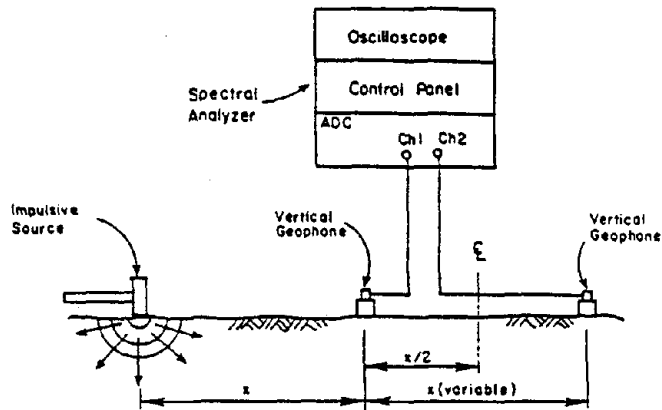 Oscilloscope
Control Panel
Spectral
Analyzer
ADC
Ch1
Ch2
Impulsive
Source
Vertical
Geophone
Vertical
Geophone
℄
x/2
x
x (variable)